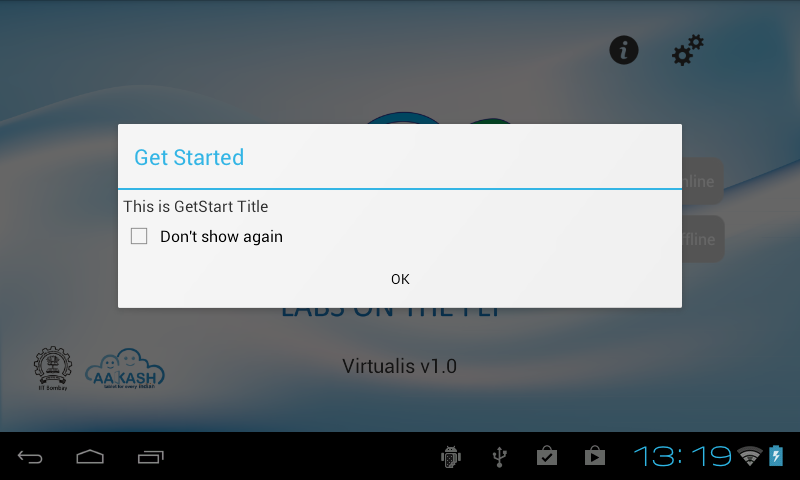 Get Started
nline
This is GetStart Title
Don't show again
ffline
OK
LABS ON THE FLY
Virtualis v1.0
AAKASH
IIT Bombay
13:19